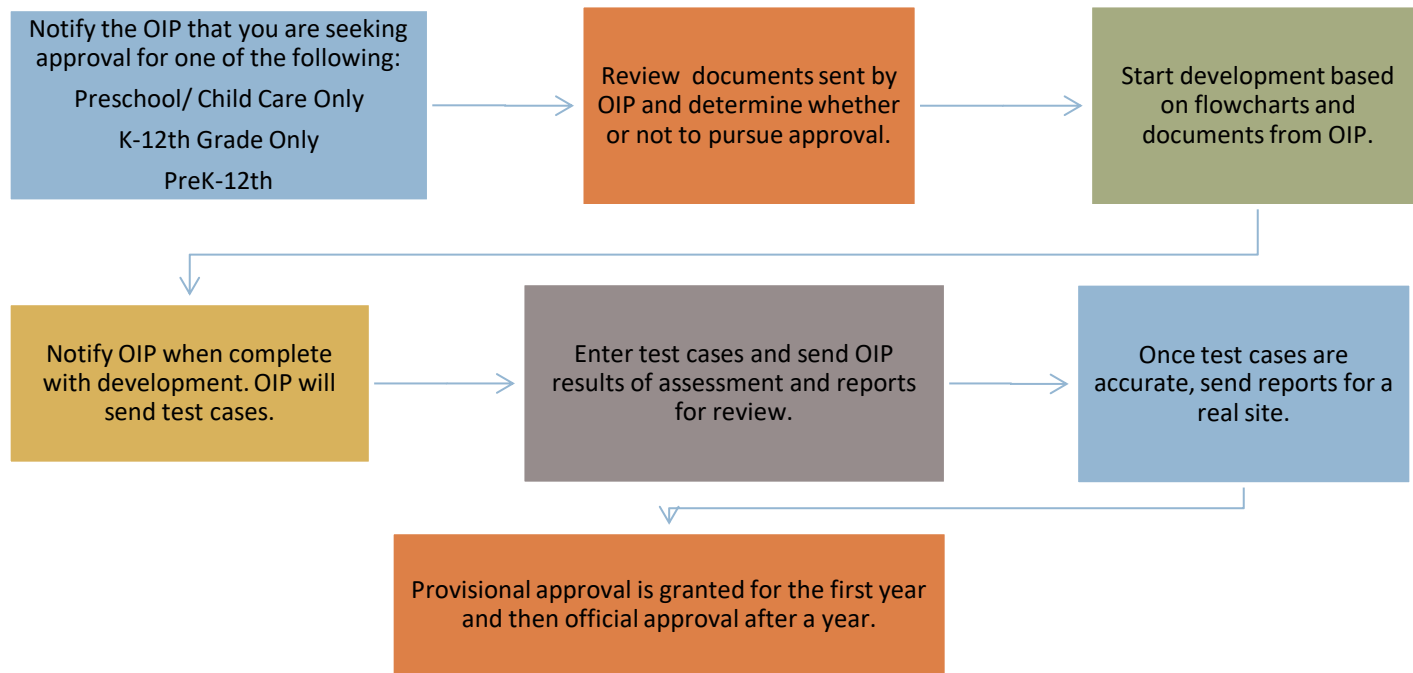 Notify the OIP that you are seeking
approval for one of the following:
Preschool/ Child Care Only
K-12th Grade Only
PreK-12th
Review  documents sent by
OIP and determine whether
or not to pursue approval.
Start development based
on flowcharts and
documents from OIP.
Notify OIP when complete
with development. OIP will
send test cases.
Enter test cases and send OIP
results of assessment and reports
for review.
Once test cases are
accurate, send reports for a
real site.
Provisional approval is granted for the first year
and then official approval after a year.